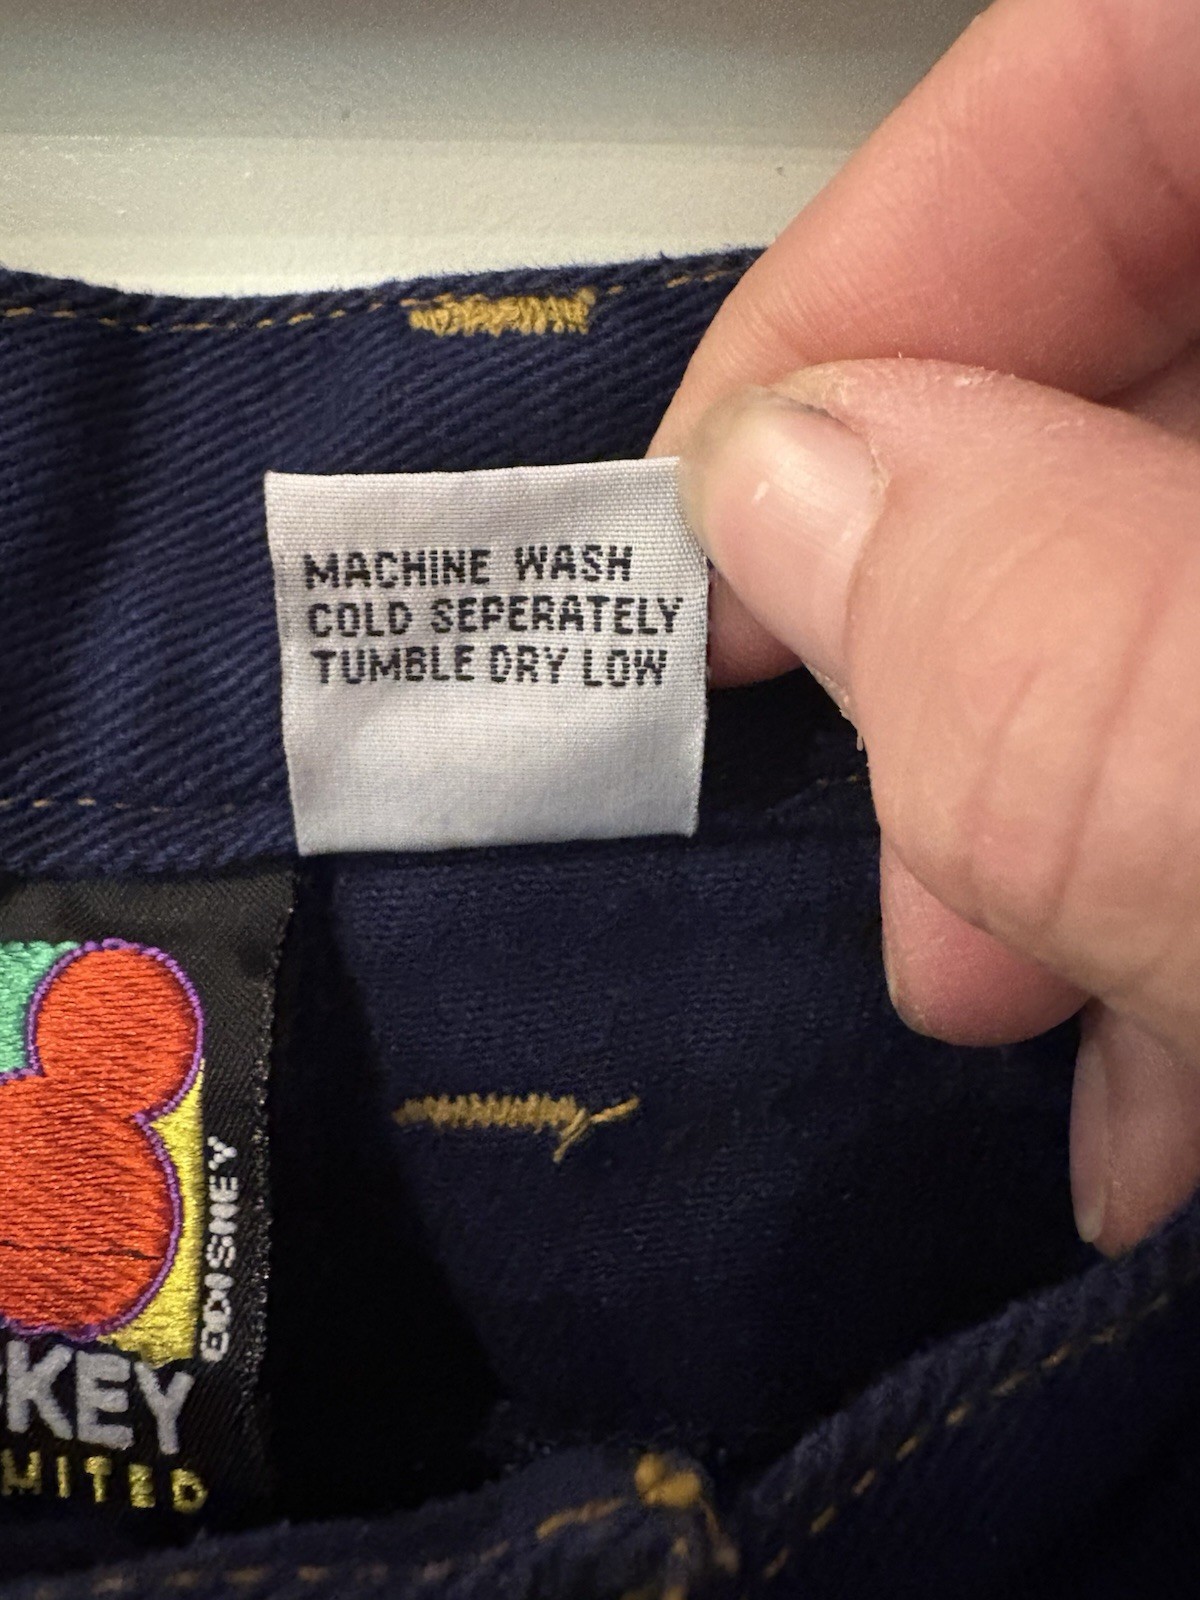 MACHINE WASH
COLD SEPERATELY
TUMBLE DRY LOW
©DISNEY
CKEY
MITED